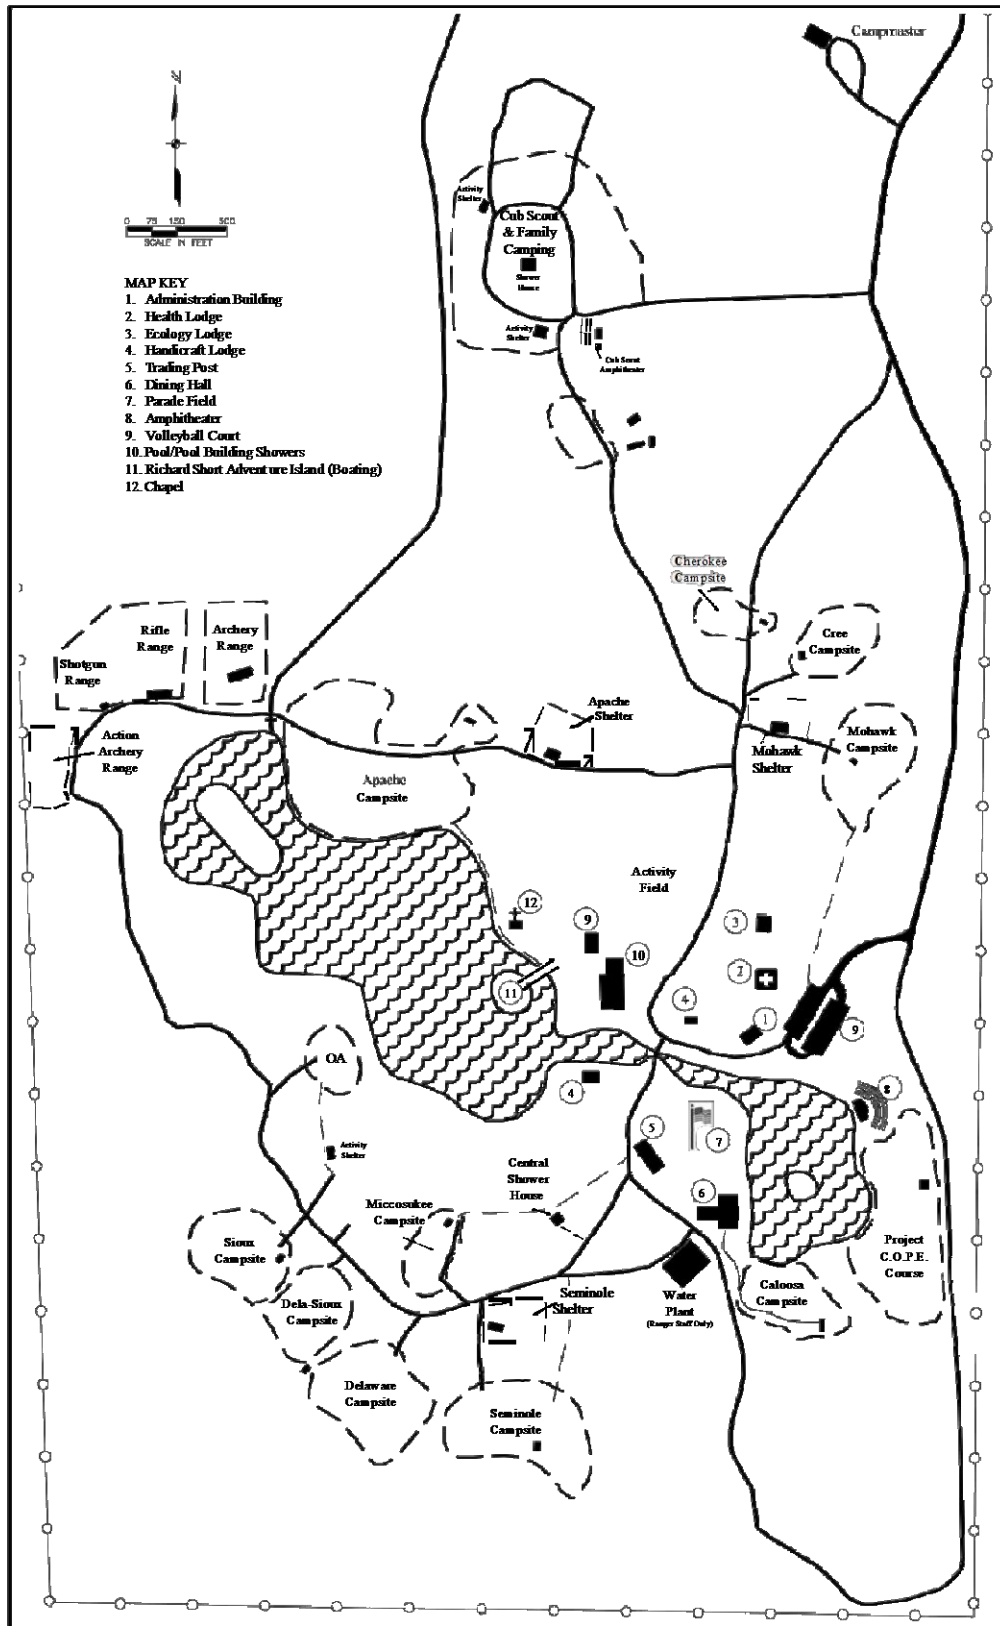 Campmaster
N
0 75 150 300
SCALE IN FEET
MAP KEY
1. Administration Building
2. Health Lodge
3. Ecology Lodge
4. Handicraft Lodge
5. Trading Post
6. Dining Hall
7. Parade Field
8. Amphitheater
9. Volleyball Court
10. Pool/Pool Building Showers
11. Richard Short Adventure Island (Boating)
12. Chapel
Activity
Shelter
Cub Scout
& Family
Camping
Shower
House
Activity
Shelter
Cub Scout
Amphitheater
Cherokee
Campsite
Cree
Campsite
Rifle
Range
Archery
Range
Shotgun
Range
Action
Archery
Range
Apache
Shelter
Mohawk
Campsite
Mohawk
Shelter
Apache
Campsite
Activity
Field
12
9
10
3
2
11
4
1
9
OA
4
8
5
7
Activity
Shelter
Central
Shower
House
6
Miccosukee
Campsite
Sioux
Campsite
Project
C.O.P.E.
Course
Dela-Sioux
Campsite
Seminole
Shelter
Water
Plant
(Ranger Staff Only)
Caloosa
Campsite
Delaware
Campsite
Seminole
Campsite